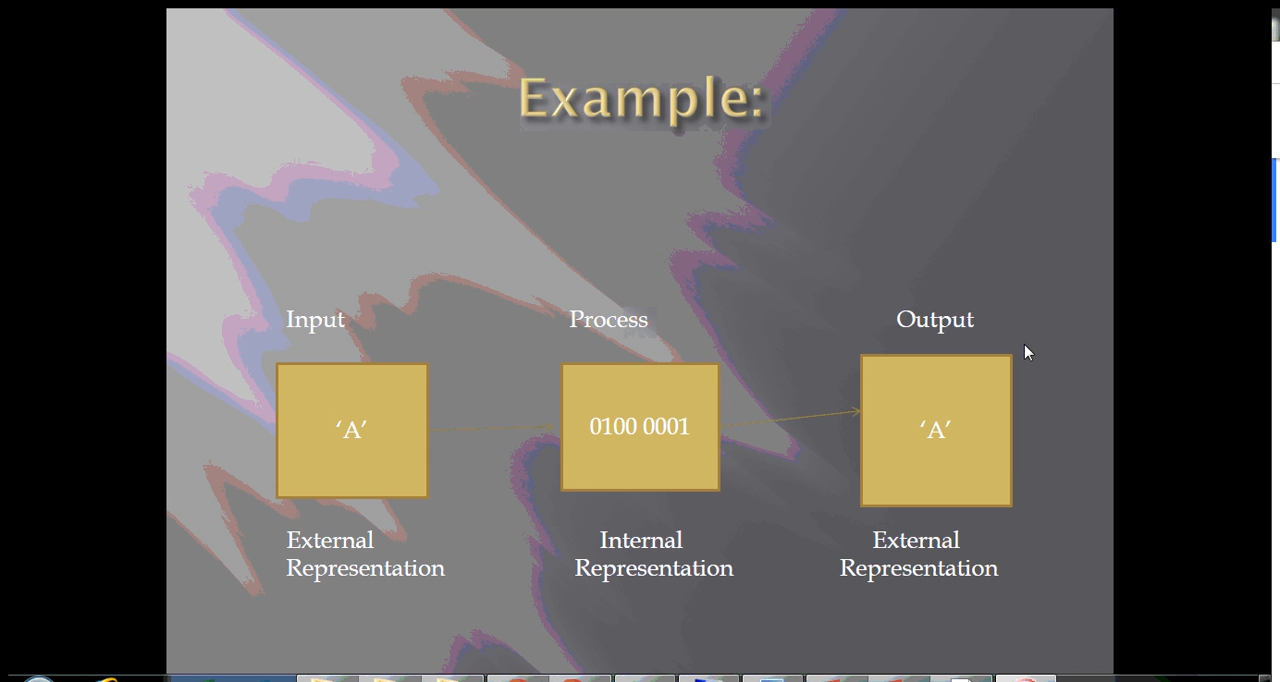 Example:
Input
Process
Output
‘A’
0100 0001
‘A’
External
Representation
Internal
Representation
External
Representation